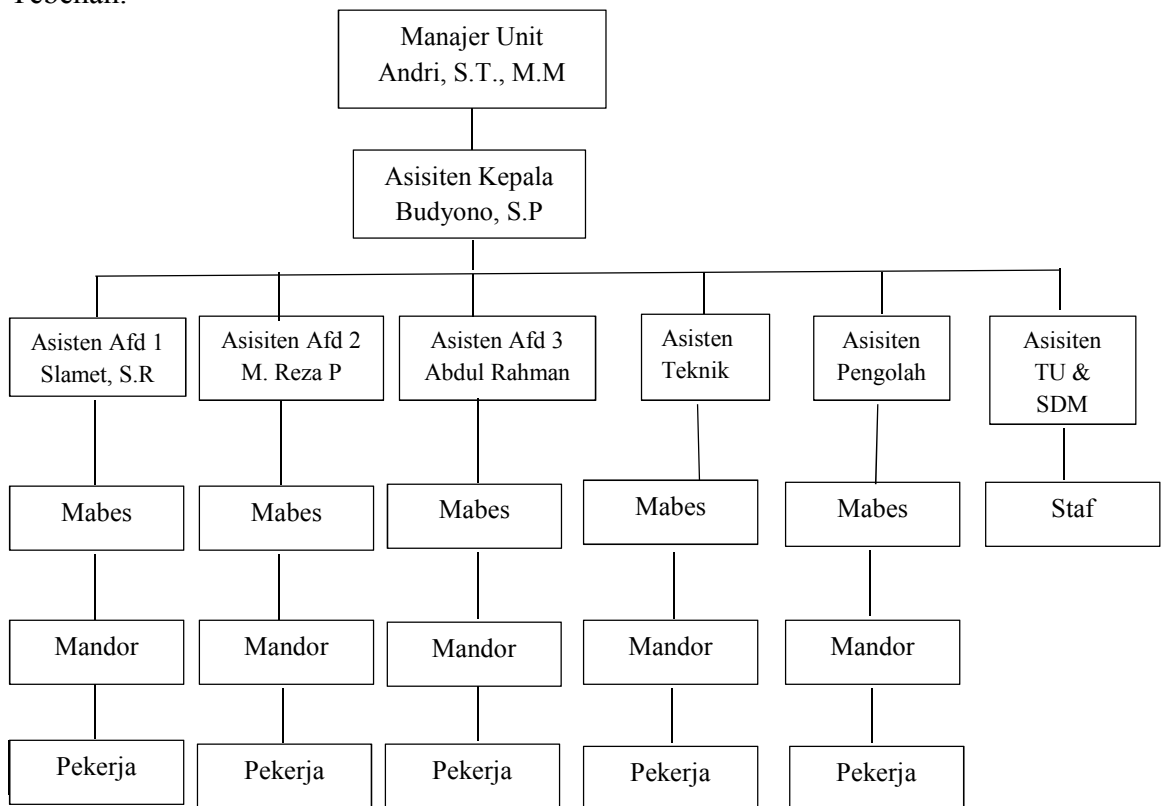 Tebenan.
Manajer Unit
Andri, S.T., M.M
Asisiten Kepala
Budyono, S.P
Asisten Afd 1
Slamet, S.R
Asisiten Afd 2
M. Reza P
Asisten Afd 3
Abdul Rahman
Asisten
Teknik
Asisiten
Pengolah
Asisiten
TU &
SDM
Mabes
Mabes
Mabes
Mabes
Mabes
Staf
Mandor
Mandor
Mandor
Mandor
Mandor
Pekerja
Pekerja
Pekerja
Pekerja
Pekerja